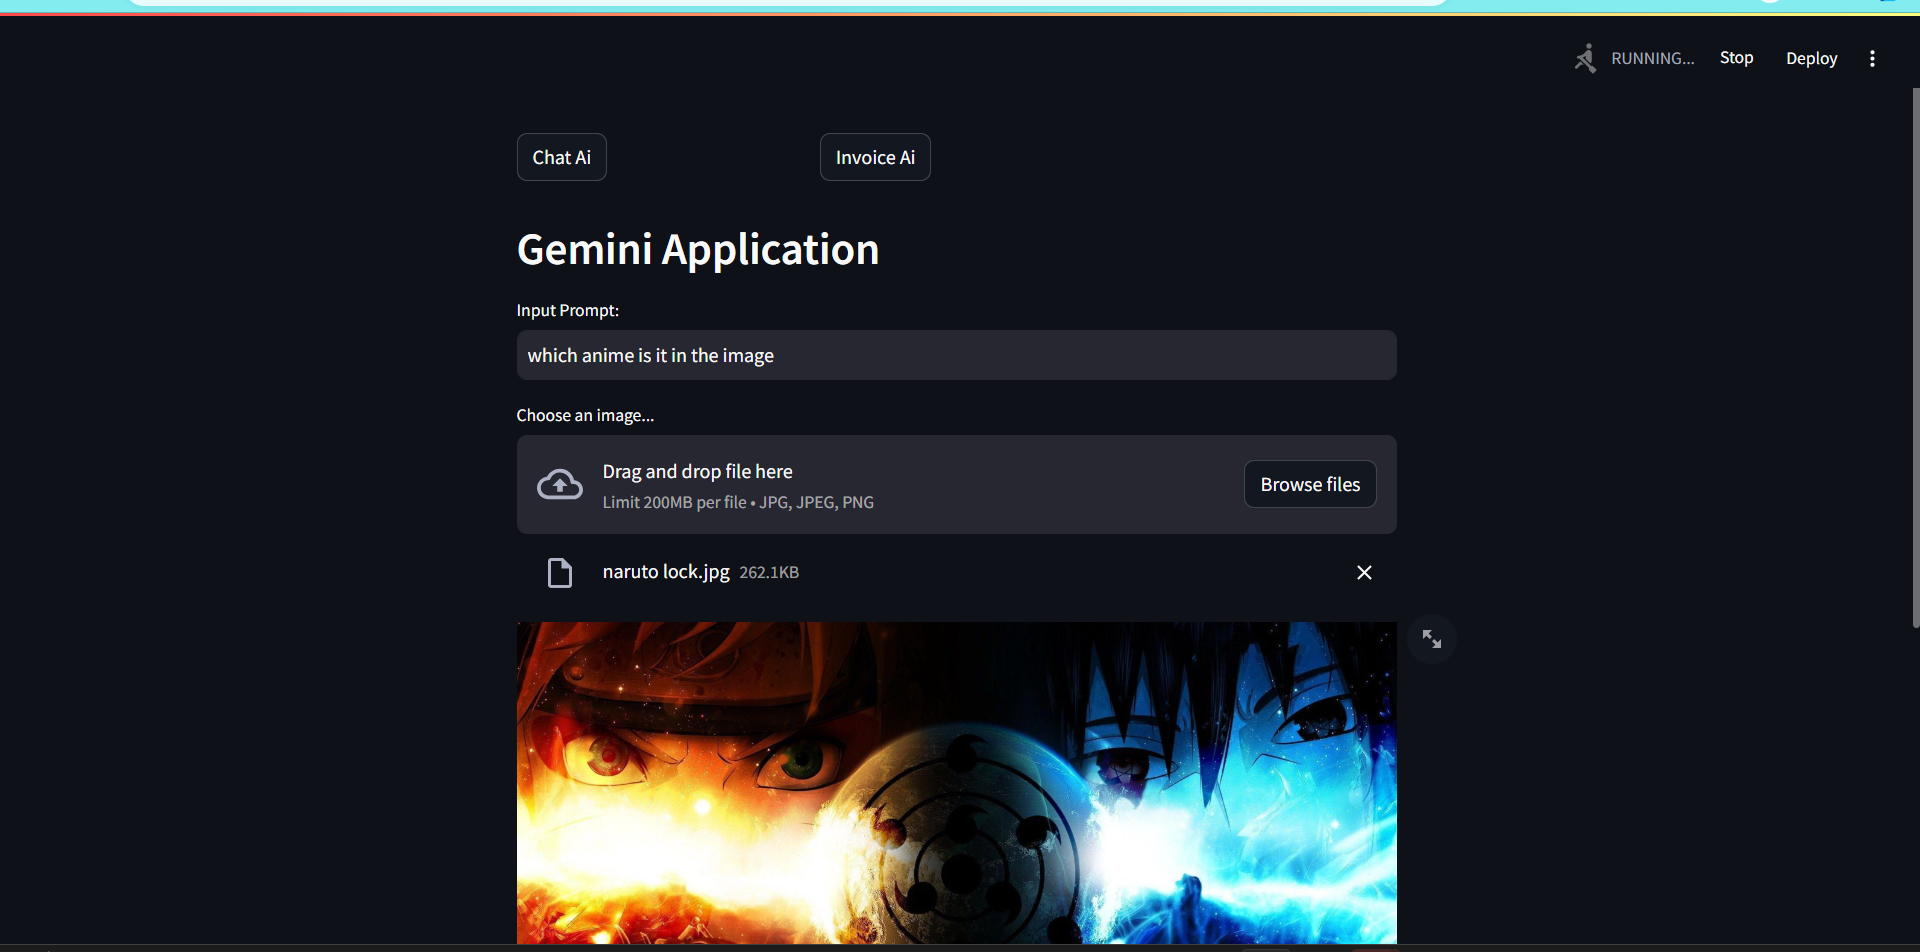 RUNNING... Stop Deploy
Chat Ai Invoice Ai
Gemini Application
Input Prompt:
which anime is it in the image
Choose an image...
Drag and drop file here
Limit 200MB per file • JPG, JPEG, PNG
Browse files
naruto lock.jpg 262.1KB